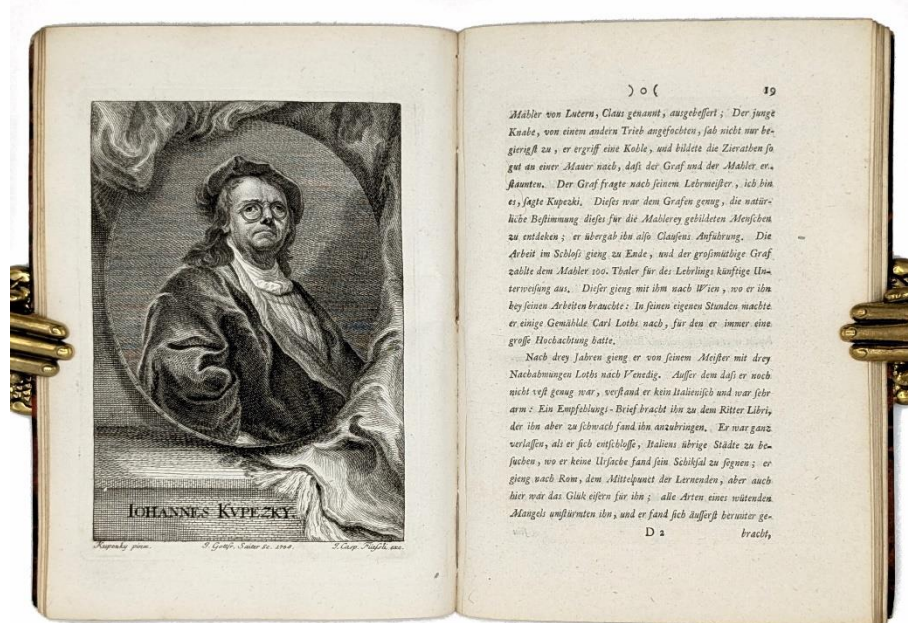 IOHANNES KVPEZKY.
Kupezky pinx. J. Gottfr. Saiter sc. J. Casp. Füeßli. exc.
) o ( 19
Mahler von Lucern, Claus genannt, ausgebeſſert ; Der junge
Knabe, von einem andern Trieb angefochten, ſah nicht nur be-
gierigſt zu, er ergriff eine Kohle, und bildete die Zierathen ſo
gut an einer Mauer nach, daſs der Graf und der Mahler er-
ſtaunten. Der Graf fragte nach ſeinem Lehrmeiſter, ich bin
es, ſagte Kupezki. Dieſes war dem Grafen genug, die natür-
liche Beſtimmung dieſes für die Mahlerey gebildeten Menſchen
zu entdeken ; er übergab ihn alſo Clauſens Anführung. Die
Arbeit im Schloſs gieng zu Ende, und der groſsmüthige Graf
zahlte dem Mahler 100. Thaler für des Lehrlings künftige Un-
terweiſung aus. Dieſer gieng mit ihm nach Wien, wo er ihn
bey ſeinen Arbeiten brauchte: In ſeinen eigenen Stunden machte
er einige Gemählde Carl Loths nach, für den er immer eine
groſſe Hochachtung hatte.
Nach drey Jahren gieng er von ſeinem Meiſter mit drey
Nachahmungen Loths nach Venedig. Auſſer dem daſs er noch
nicht veſt genug war, verſtand er kein Italieniſch und war ſehr
arm : Ein Empfehlungs-Brief bracht ihn zu dem Ritter Libri,
der ihn aber zu ſchwach fand ihn anzubringen. Er war ganz
verlaſſen, als er ſich entſchloſſe, Italiens übrige Städte zu be-
ſuchen, wo er keine Urſache fand ſein Schikſal zu ſegnen ; er
gieng nach Rom, dem Mittelpunct der Lernenden, aber auch
hier war das Glük eiſern für ihn ; alle Arten eines wütenden
Mangels umſtürmten ihn, und er fand ſich äuſſerſt herunter ge-
D 2 bracht,